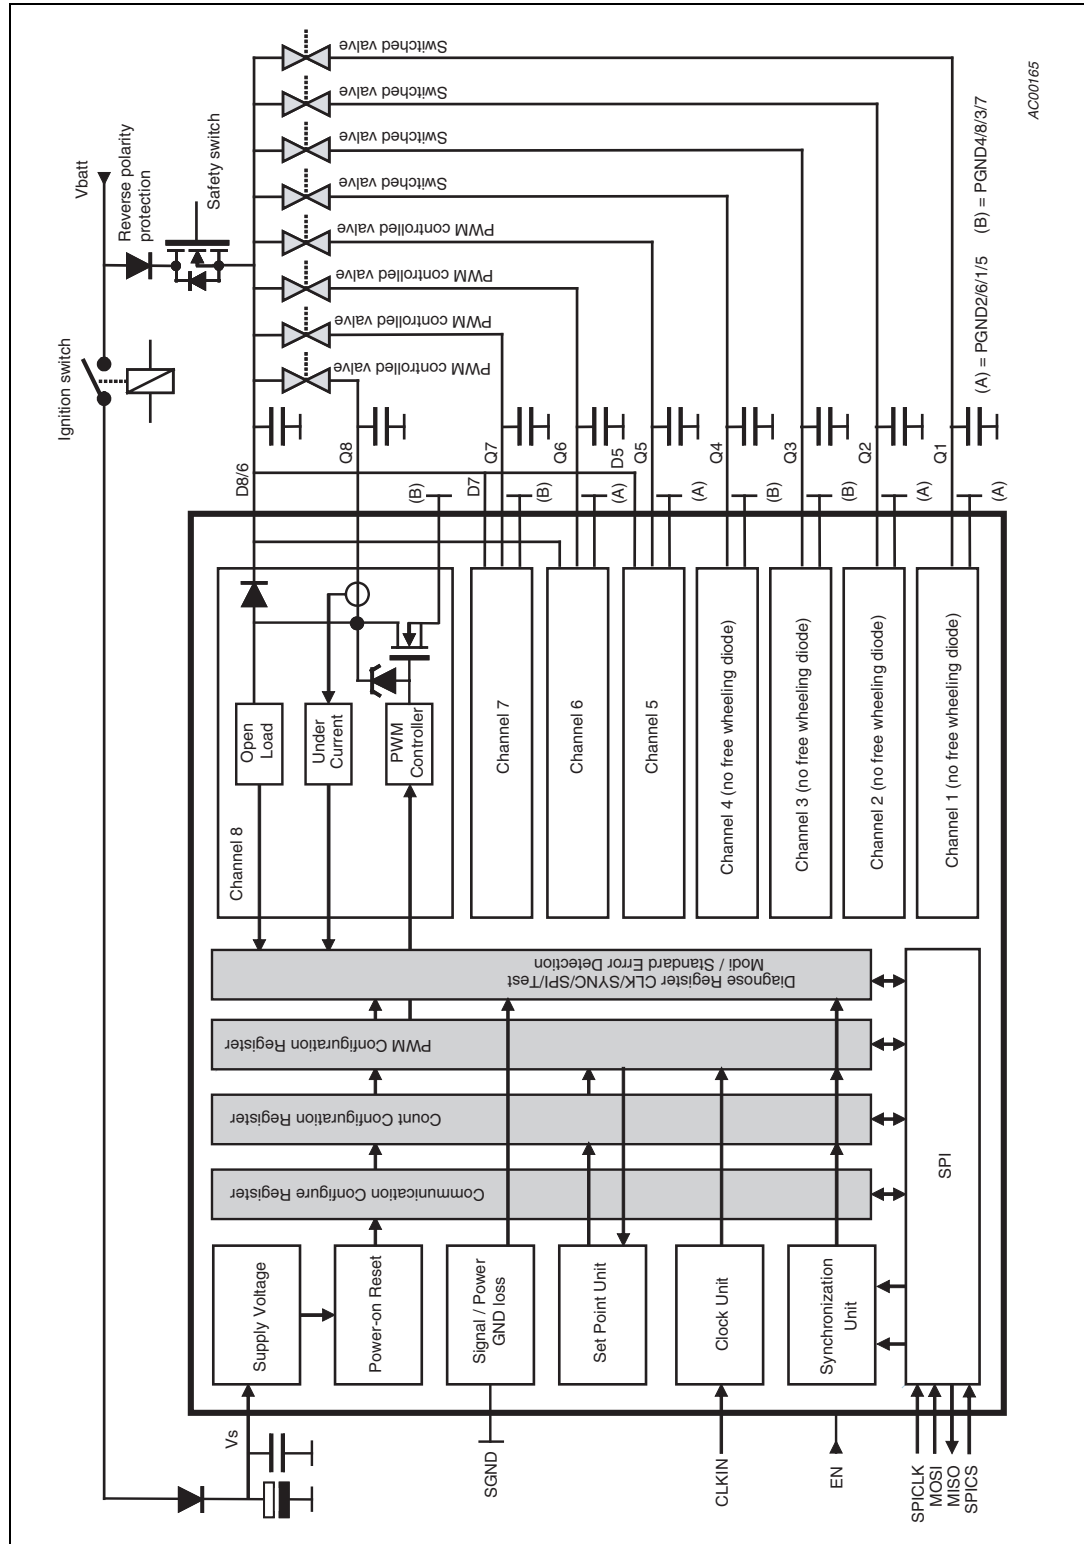 Ignition switch
Vbatt
Reverse polarity
protection
Safety switch
Vs
SGND
CLKIN
EN
SPICLK
MOSI
MISO
SPICS
Supply Voltage
Power-on Reset
Signal / Power
GND loss
Set Point Unit
Clock Unit
Synchronization
Unit
Communication Configure Register
Count Configuration Register
PWM Configuration Register
Diagnose Register CLK/SYNC/SPI/Test
Modi / Standard Error Detection
SPI
Channel 8
Open
Load
Under
Current
PWM
Controller
Channel 7
Channel 6
Channel 5
Channel 4 (no free wheeling diode)
Channel 3 (no free wheeling diode)
Channel 2 (no free wheeling diode)
Channel 1 (no free wheeling diode)
D8/6
Q8
(B)
D7
Q7
(B)
Q6
(A)
D5
Q5
(A)
Q4
(B)
Q3
(B)
Q2
(A)
Q1
(A)
PWM controlled valve
PWM controlled valve
PWM controlled valve
PWM controlled valve
Switched valve
Switched valve
Switched valve
Switched valve
(A) = PGND2/6/1/5 (B) = PGND4/8/3/7
AC00165